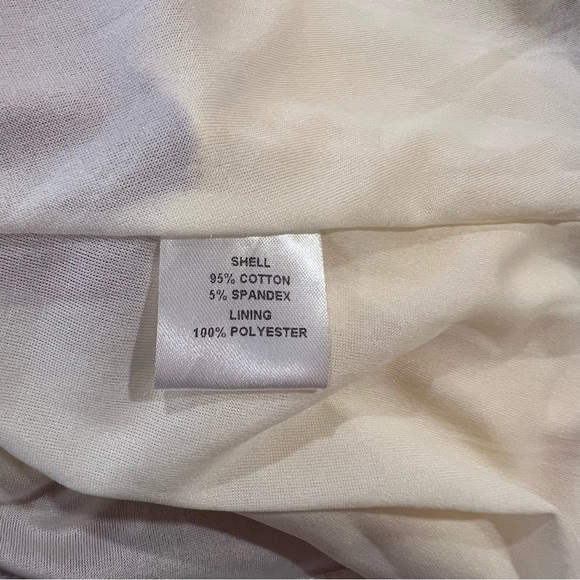 SHELL
95% COTTON
5% SPANDEX
LINING
100% POLYESTER